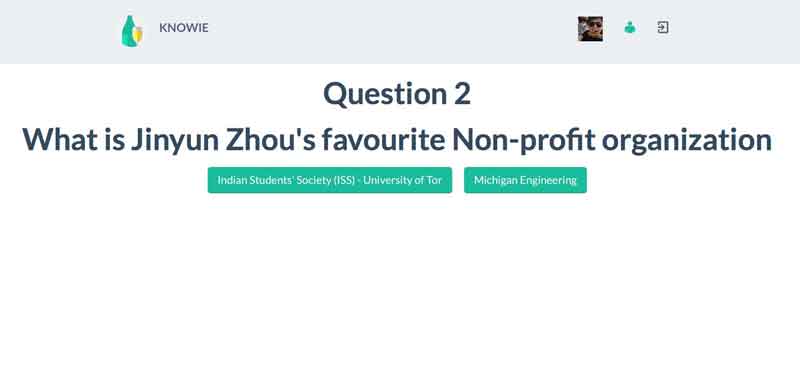 KNOWIE
Question 2
What is Jinyun Zhou's favourite Non-profit organization
Indian Students' Society (ISS) - University of Tor
Michigan Engineering